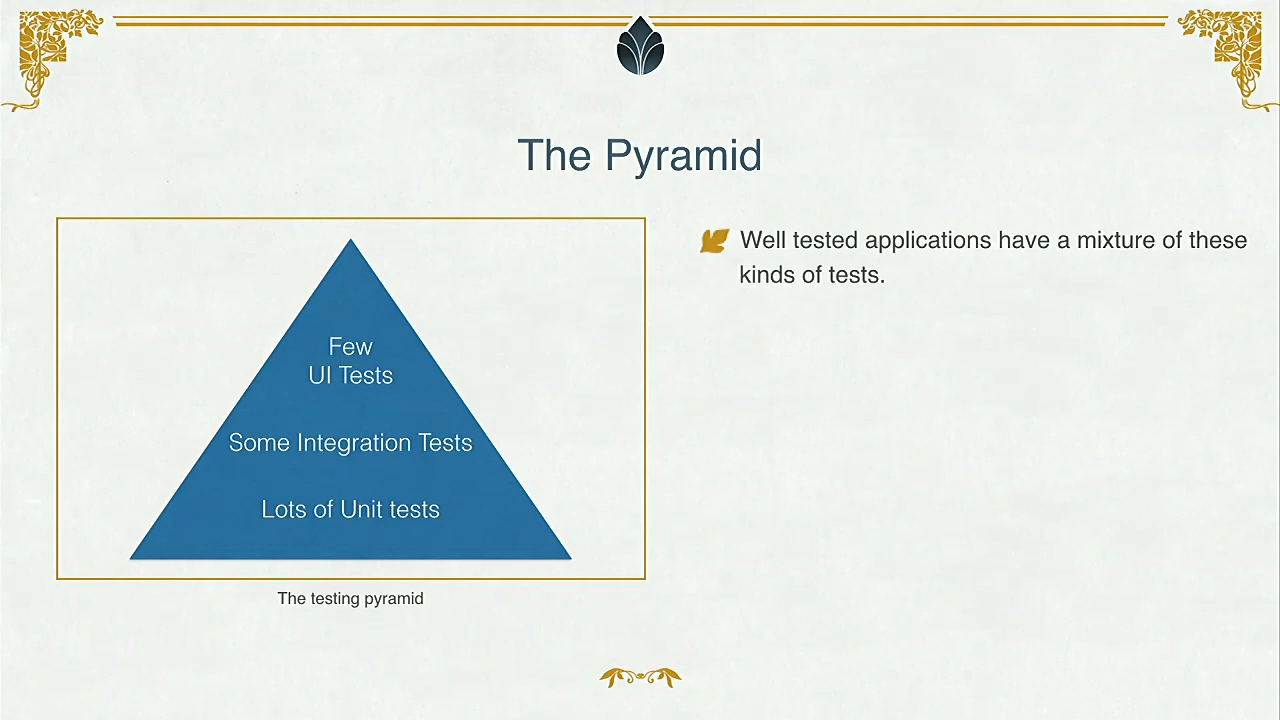 The Pyramid
Few
UI Tests
Some Integration Tests
Lots of Unit tests
The testing pyramid
Well tested applications have a mixture of these
kinds of tests.